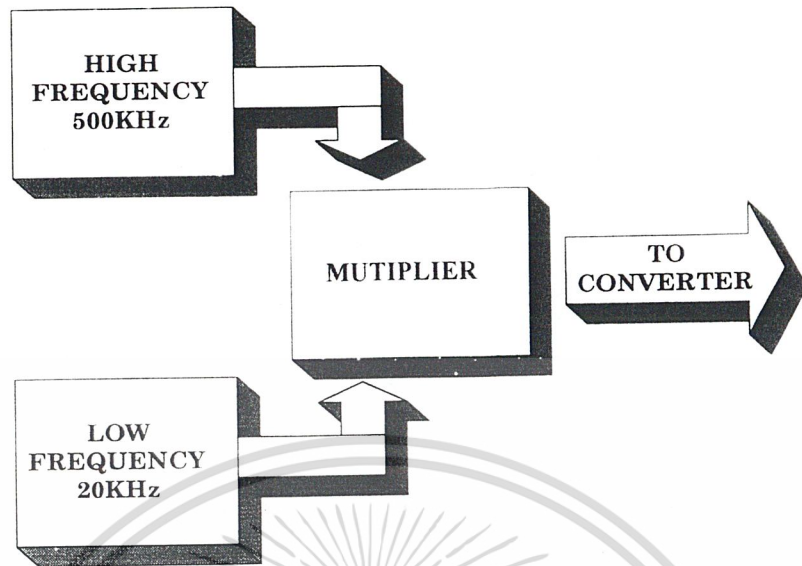 HIGH
FREQUENCY
500KHz
MUTIPLIER
TO
CONVERTER
LOW
FREQUENCY
20KHz